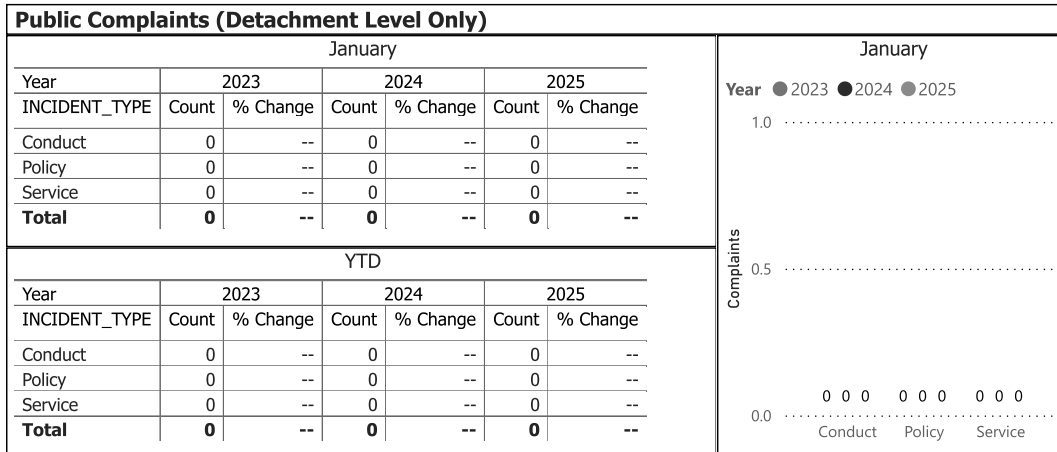 Public Complaints (Detachment Level Only)
January
Year 2023 2024 2025
INCIDENT_TYPE Count % Change Count % Change Count % Change
Conduct 0 -- 0 -- 0 --
Policy 0 -- 0 -- 0 --
Service 0 -- 0 -- 0 --
Total 0 -- 0 -- 0 --
YTD
Year 2023 2024 2025
INCIDENT_TYPE Count % Change Count % Change Count % Change
Conduct 0 -- 0 -- 0 --
Policy 0 -- 0 -- 0 --
Service 0 -- 0 -- 0 --
Total 0 -- 0 -- 0 --
January
Year 2023 2024 2025
1.0
Complaints
0.5
0 0 0 0 0 0 0 0 0
0.0
Conduct Policy Service